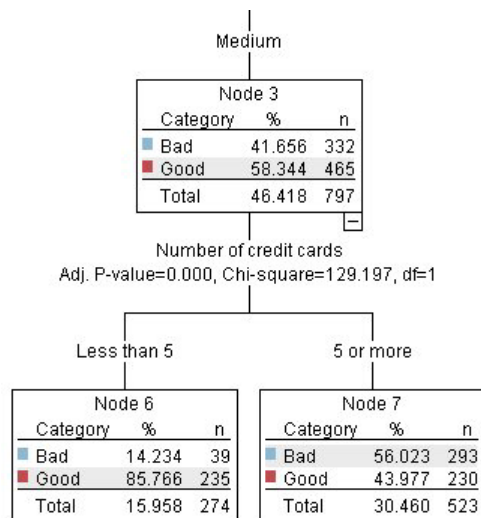 Medium
Node 3
Category % n
Bad 41.656 332
Good 58.344 465
Total 46.418 797
Number of credit cards
Adj. P-value=0.000, Chi-square=129.197, df=1
Less than 5
5 or more
Node 6
Category % n
Bad 14.234 39
Good 85.766 235
Total 15.958 274
Node 7
Category % n
Bad 56.023 293
Good 43.977 230
Total 30.460 523